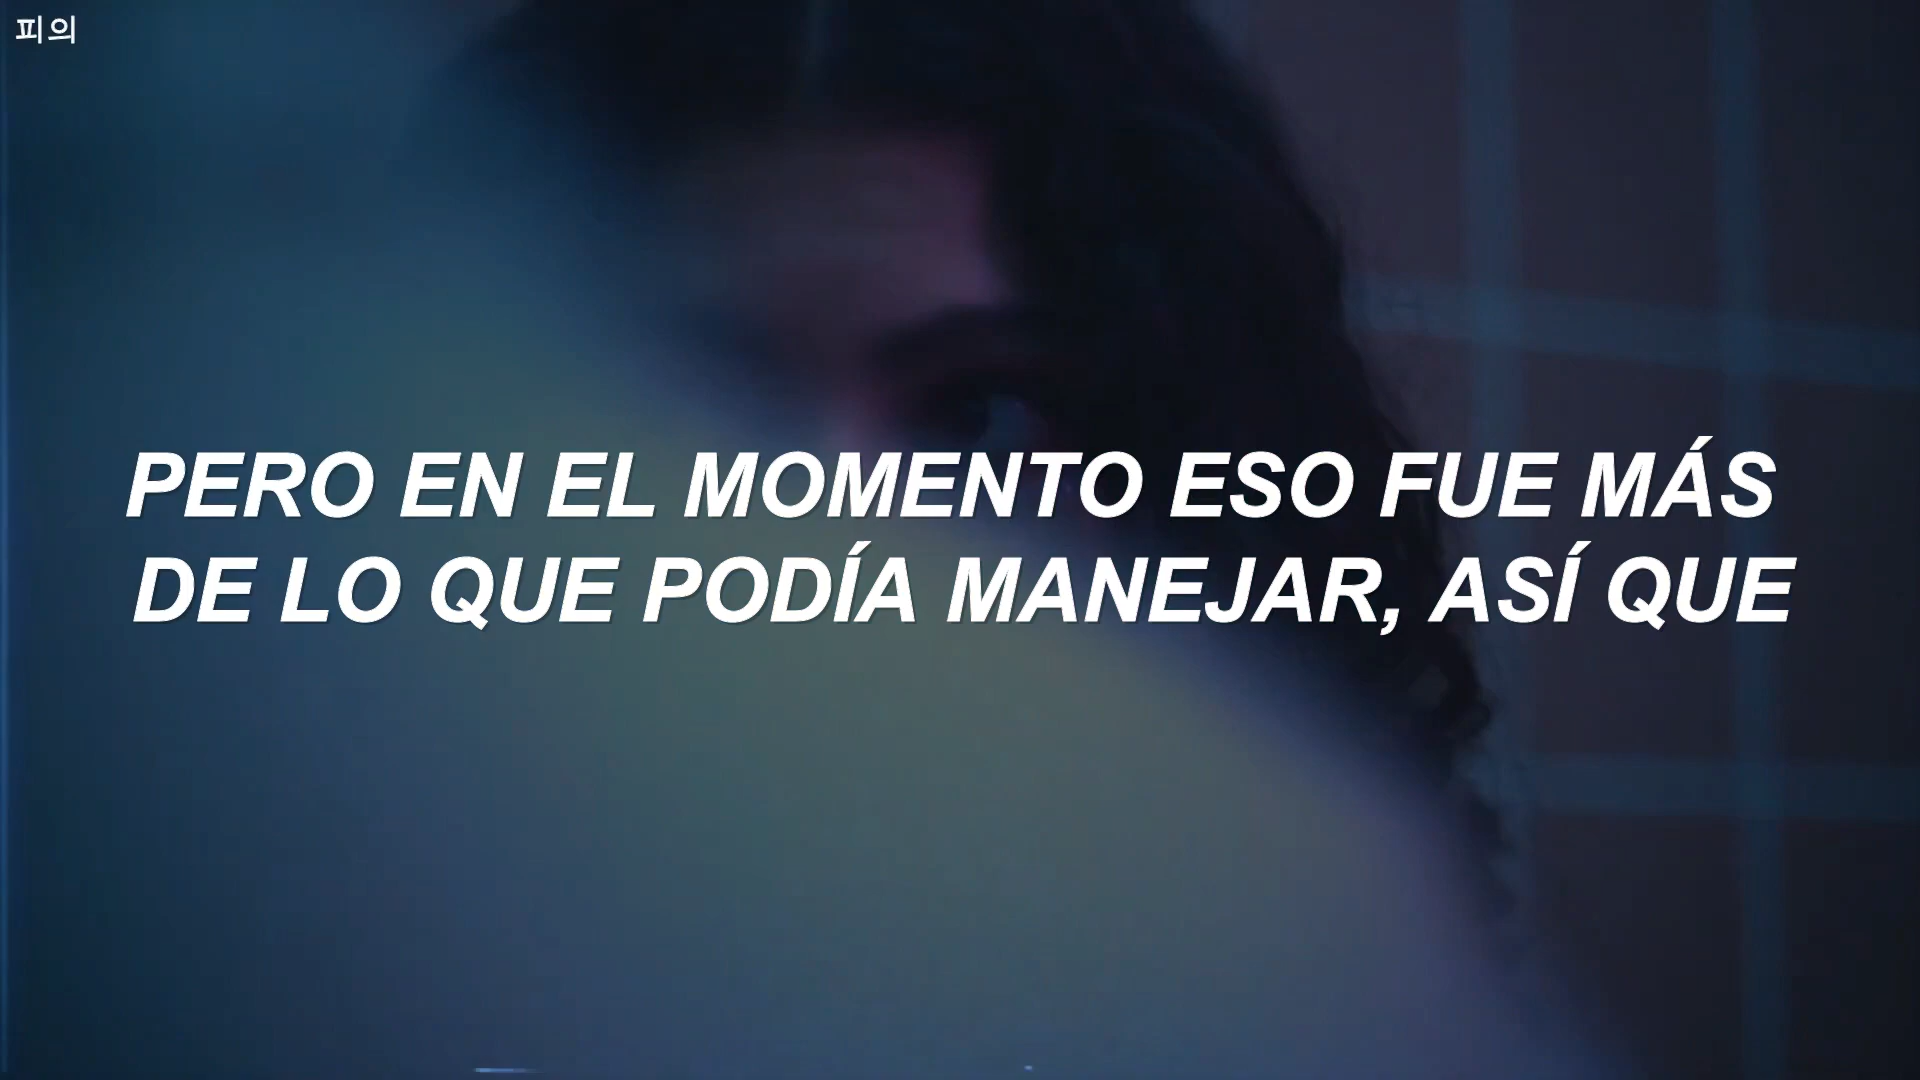 피의
PERO EN EL MOMENTO ESO FUE MÁS
DE LO QUE PODÍA MANEJAR, ASÍ QUE